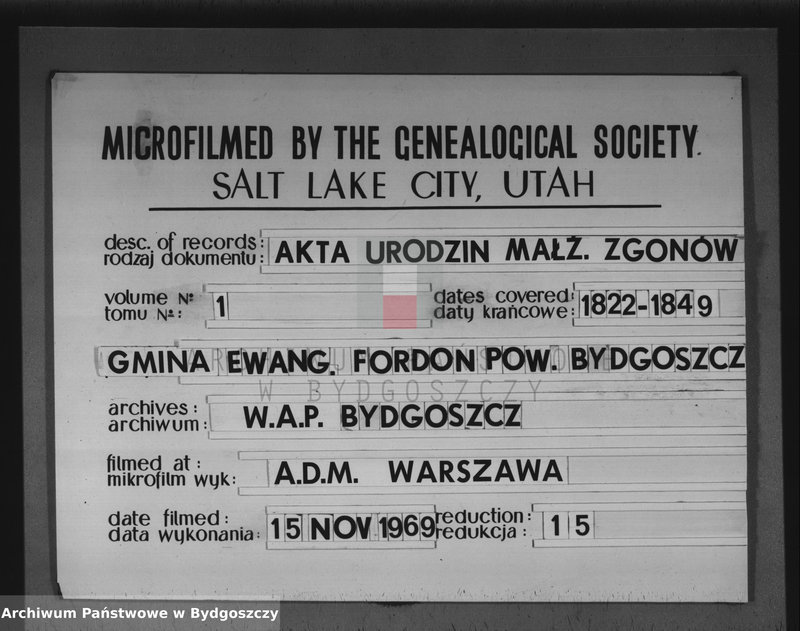 MICROFILMED BY THE GENEALOGICAL SOCIETY.
SALT LAKE CITY, UTAH
desc. of records: AKTA URODZIN MAŁŻ. ZGONÓW
rodzaj dokumentu:
volume №: 1 dates covered: 1822-1849
tomu №: daty krańcowe:
GMINA EWANG. FORDON POW. BYDGOSZCZ
ARCHIWUM PAŃSTWOWE
W BYDGOSZCZY
archives: W.A.P. BYDGOSZCZ
archiwum:
filmed at: A.D.M. WARSZAWA
mikrofilm wyk:
date filmed: 15 NOV 1969 reduction: 15
data wykonania: redukcja:
Archiwum Państwowe w Bydgoszczy